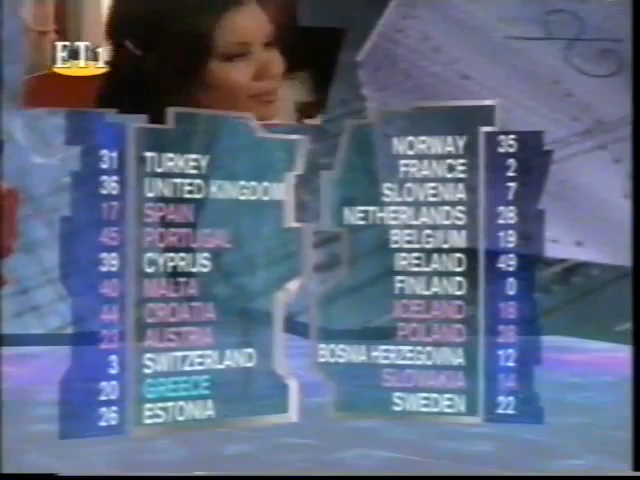 ET1
31 TURKEY
36 UNITED KINGDOM
17 SPAIN
45 PORTUGAL
39 CYPRUS
40 MALTA
44 CROATIA
23 AUSTRIA
3 SWITZERLAND
20 GREECE
26 ESTONIA
NORWAY 35
FRANCE 2
SLOVENIA 7
NETHERLANDS 28
BELGIUM 19
IRELAND 49
FINLAND 0
ICELAND 18
POLAND 28
BOSNIA HERZEGOVINA 12
SLOVAKIA 14
SWEDEN 22